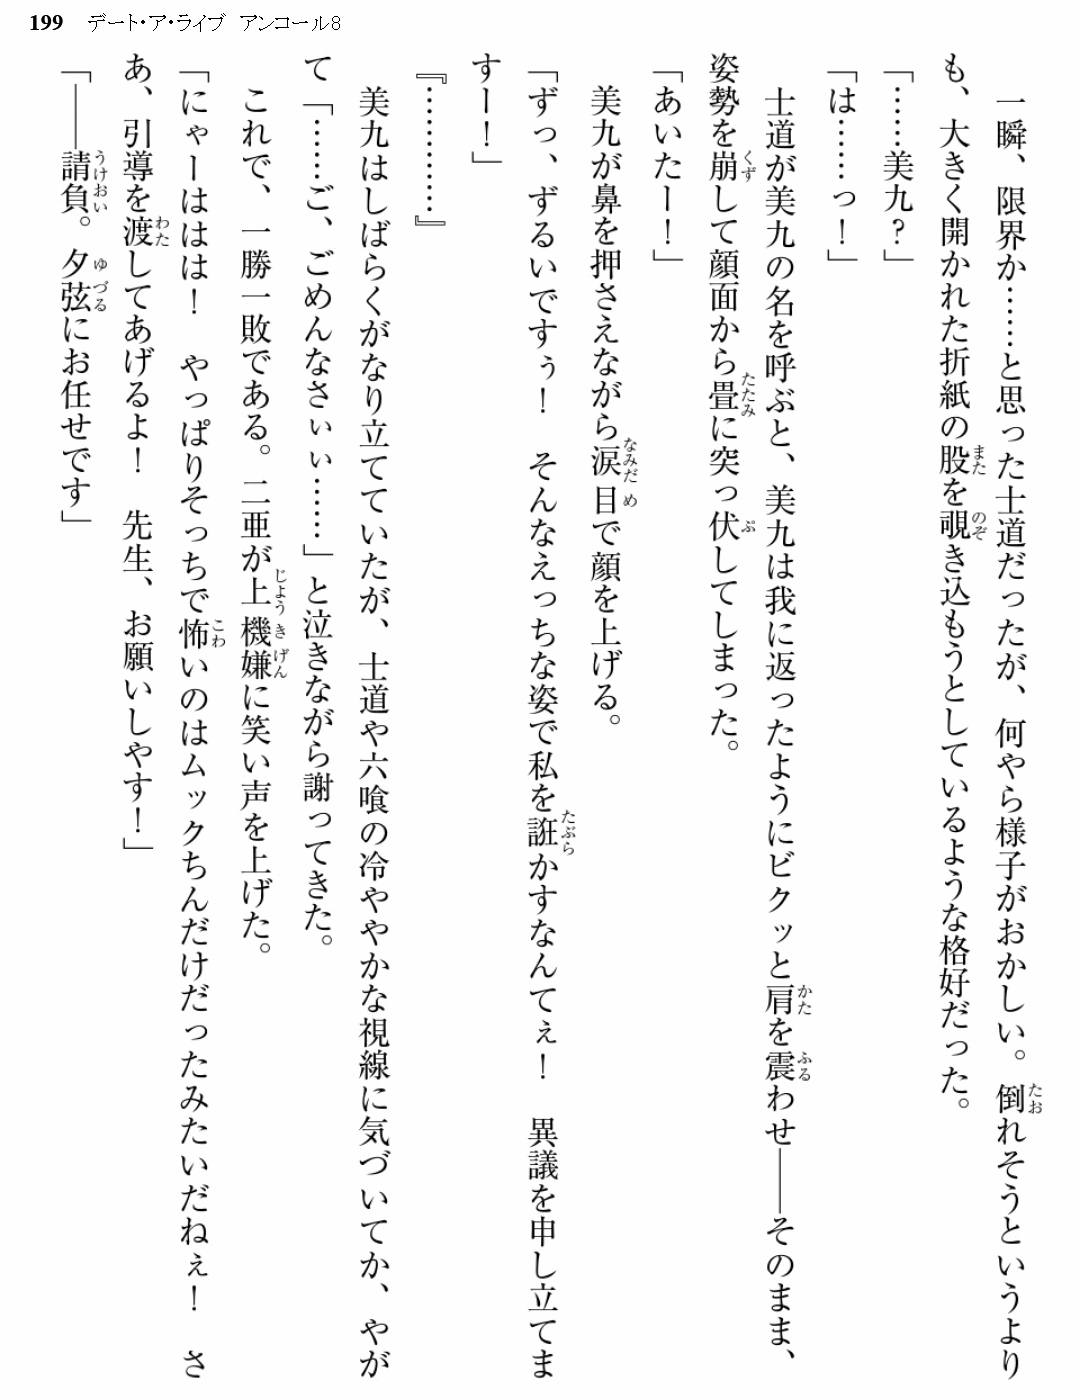 199 デート・ア・ライブ アンコール8
　一瞬、限界か……と思った士道だったが、何やら様子がおかしい。倒れそうというより
も、大きく開かれた折紙の股を覗き込もうとしているような格好だった。
「……美九？」
「は……っ！」
　士道が美九の名を呼ぶと、美九は我に返ったようにビクッと肩を震わせ――そのまま、
姿勢を崩して顔面から畳に突っ伏してしまった。
「あいたー！」
　美九が鼻を押さえながら涙目で顔を上げる。
「ずっ、ずるいですぅ！　そんなえっちな姿で私を誑かすなんてぇ！　異議を申し立てま
すー！」
『…………』
　美九はしばらくがなり立てていたが、士道や六喰の冷ややかな視線に気づいてか、やが
て「……ご、ごめんなさぃぃ……」と泣きながら謝ってきた。
　これで、一勝一敗である。二亜が上機嫌に笑い声を上げた。
「にゃーははは！　やっぱりそっちで怖いのはムックちんだけだったみたいだねぇ！　さ
あ、引導を渡してあげるよ！　先生、お願いしやす！」
「――請負。夕弦にお任せです」